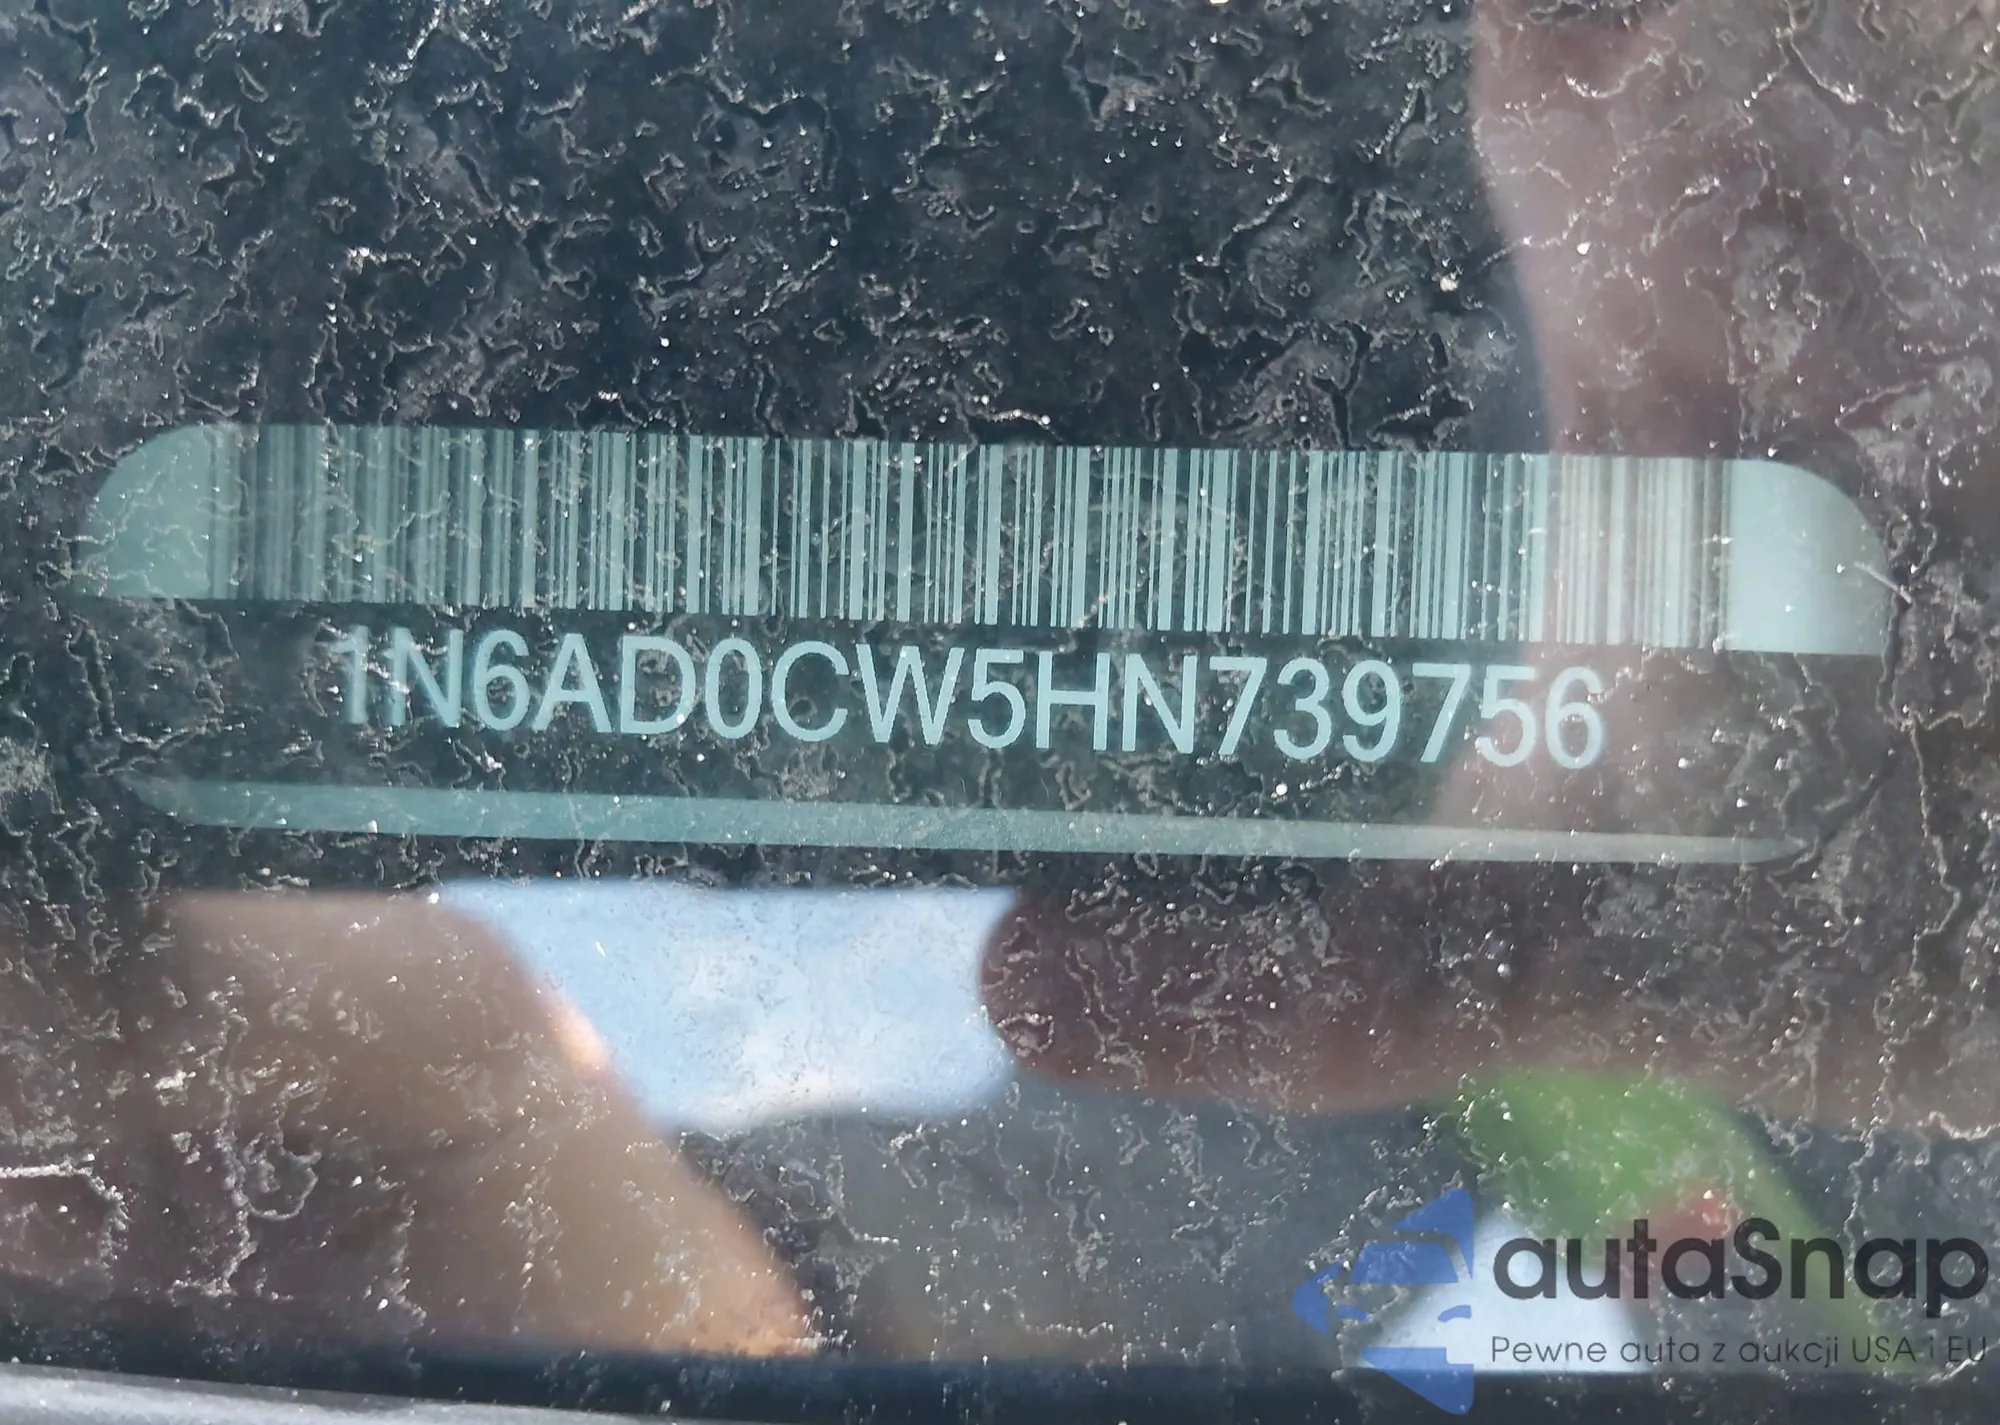 1N6AD0CW5HN739756
autaSnap
Pewne auta z aukcji USA i EU